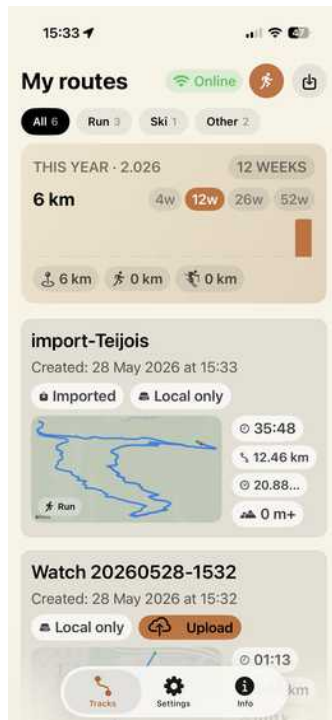 15:33
47
My routes
Online
All 6
Run 3
Ski 1
Other 2
THIS YEAR · 2.026
12 WEEKS
6 km
4w
12w
26w
52w
6 km
0 km
0 km
import-Teijois
Created: 28 May 2026 at 15:33
Imported
Local only
35:48
12.46 km
20.88...
0 m+
Run
Watch 20260528-1532
Created: 28 May 2026 at 15:32
Local only
Upload
01:13
km
Tracks
Settings
Info